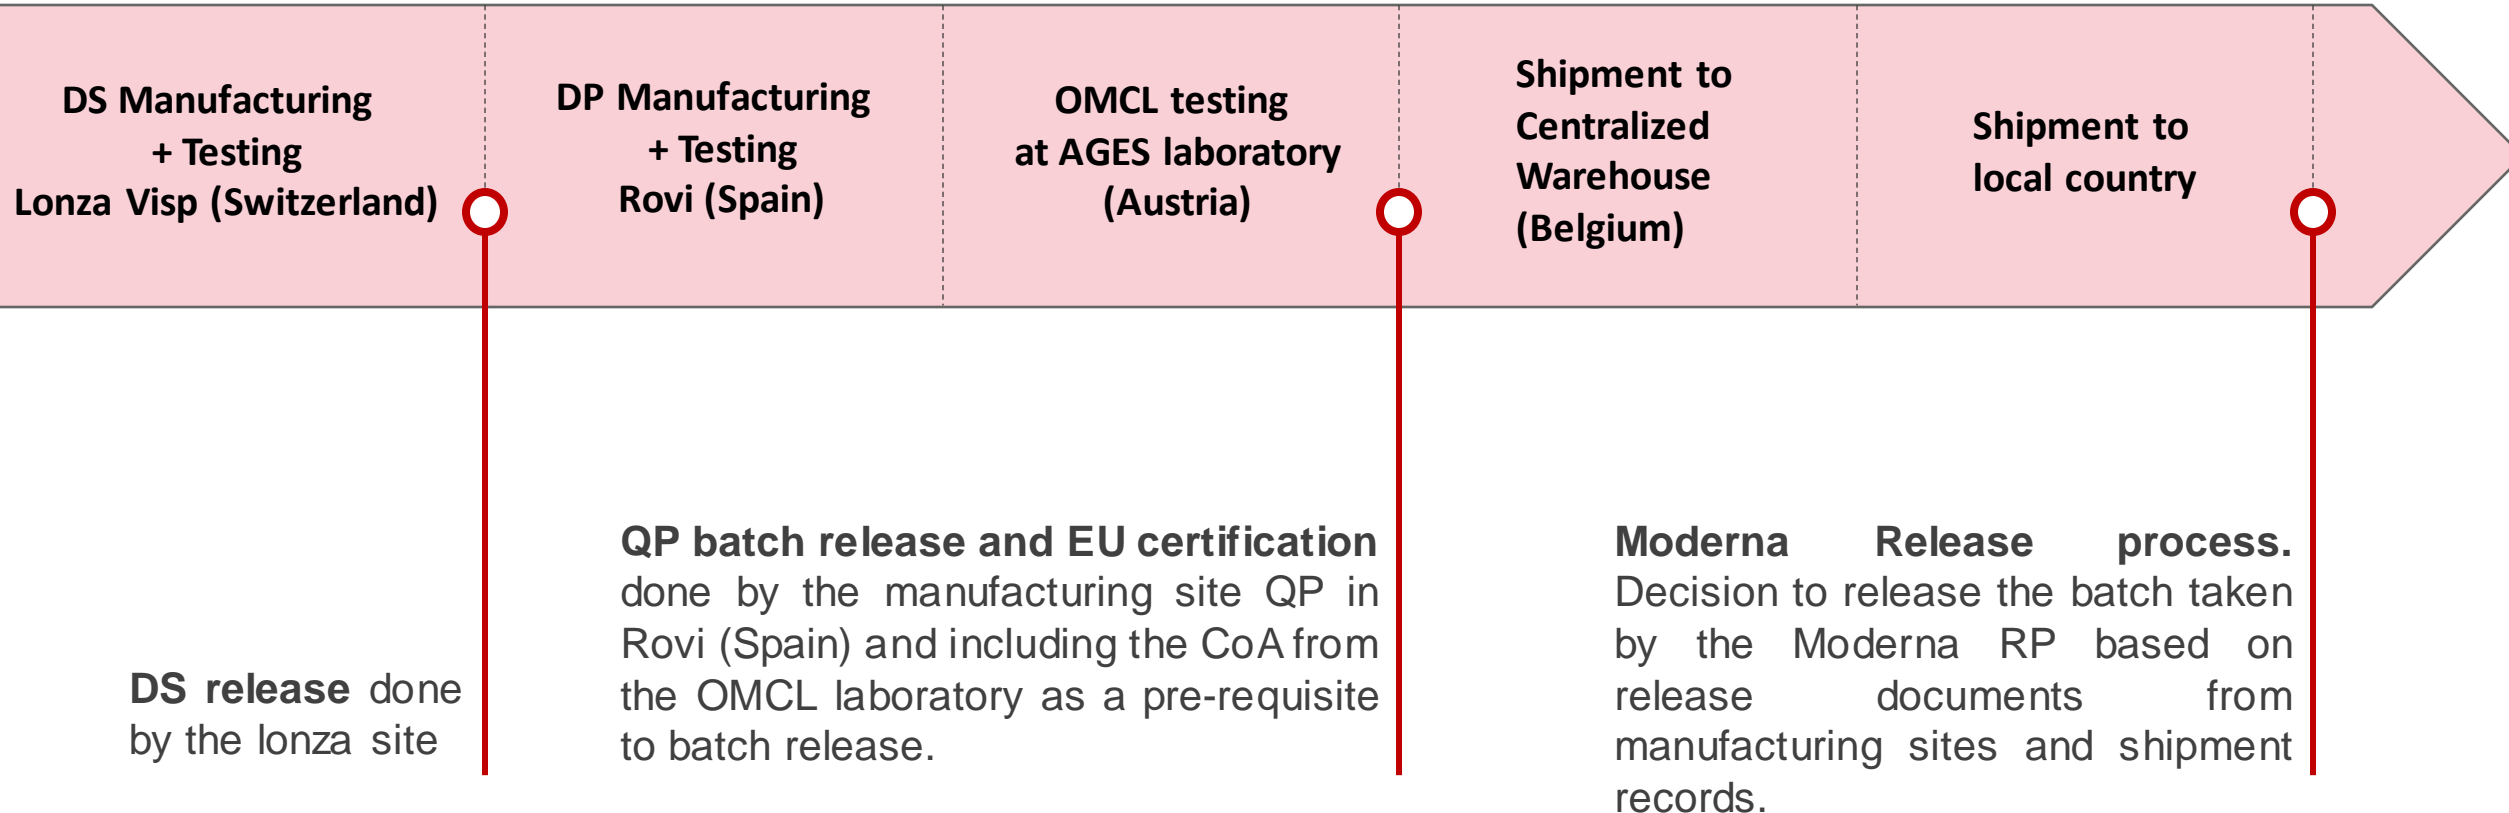 DS Manufacturing
+ Testing
Lonza Visp (Switzerland)
DP Manufacturing
+ Testing
Rovi (Spain)
OMCL testing
at AGES laboratory
(Austria)
Shipment to
Centralized
Warehouse
(Belgium)
Shipment to
local country
DS release done
by the lonza site
QP batch release and EU certification
done by the manufacturing site QP in
Rovi (Spain) and including the CoA from
the OMCL laboratory as a pre-requisite
to batch release.
Moderna Release process.
Decision to release the batch taken
by the Moderna RP based on
release documents from
manufacturing sites and shipment
records.